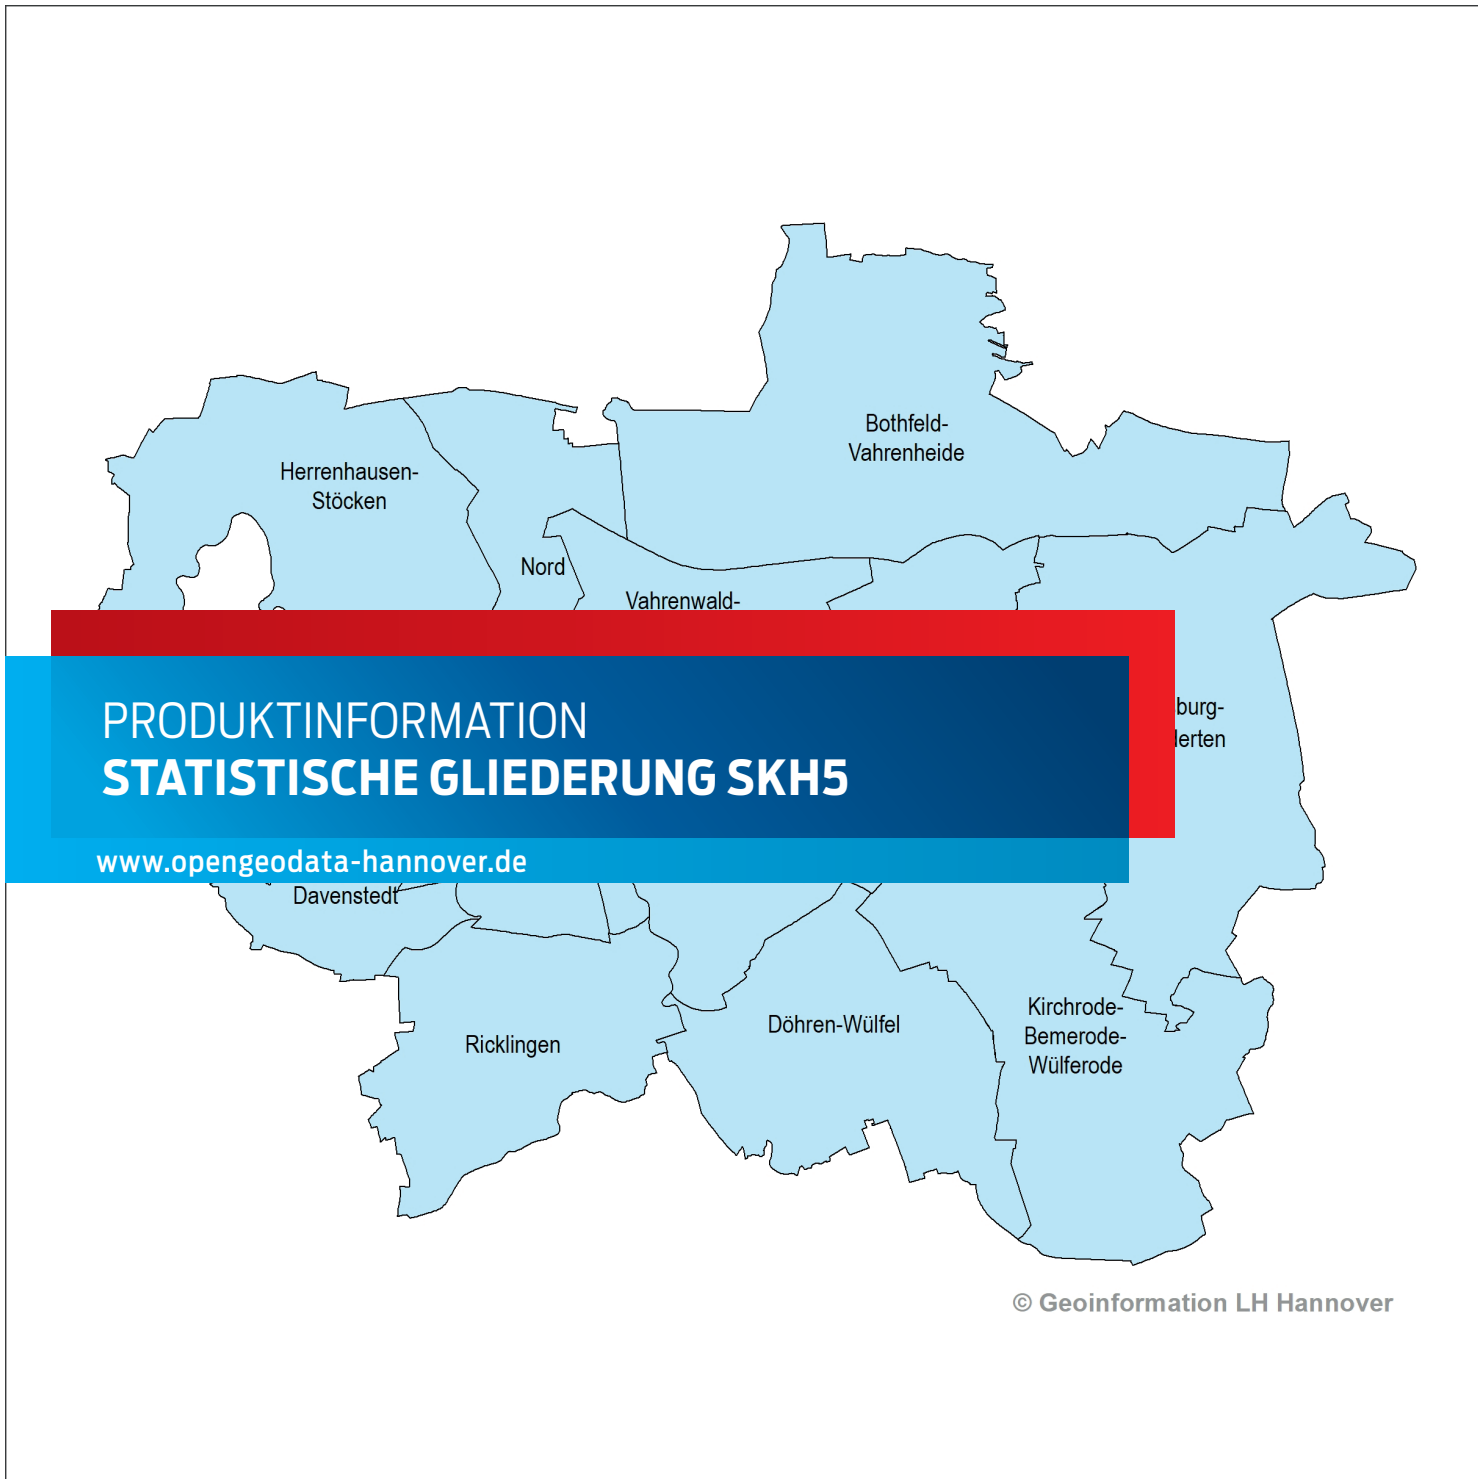 Bothfeld-
Vahrenheide
Herrenhausen-
Stöcken
Nord
Vahrenwald-
burg-
erten
PRODUKTINFORMATION
STATISTISCHE GLIEDERUNG SKH5
www.opengeodata-hannover.de
Davenstedt
Döhren-Wülfel
Kirchrode-
Bemerode-
Wülferode
Ricklingen
© Geoinformation LH Hannover